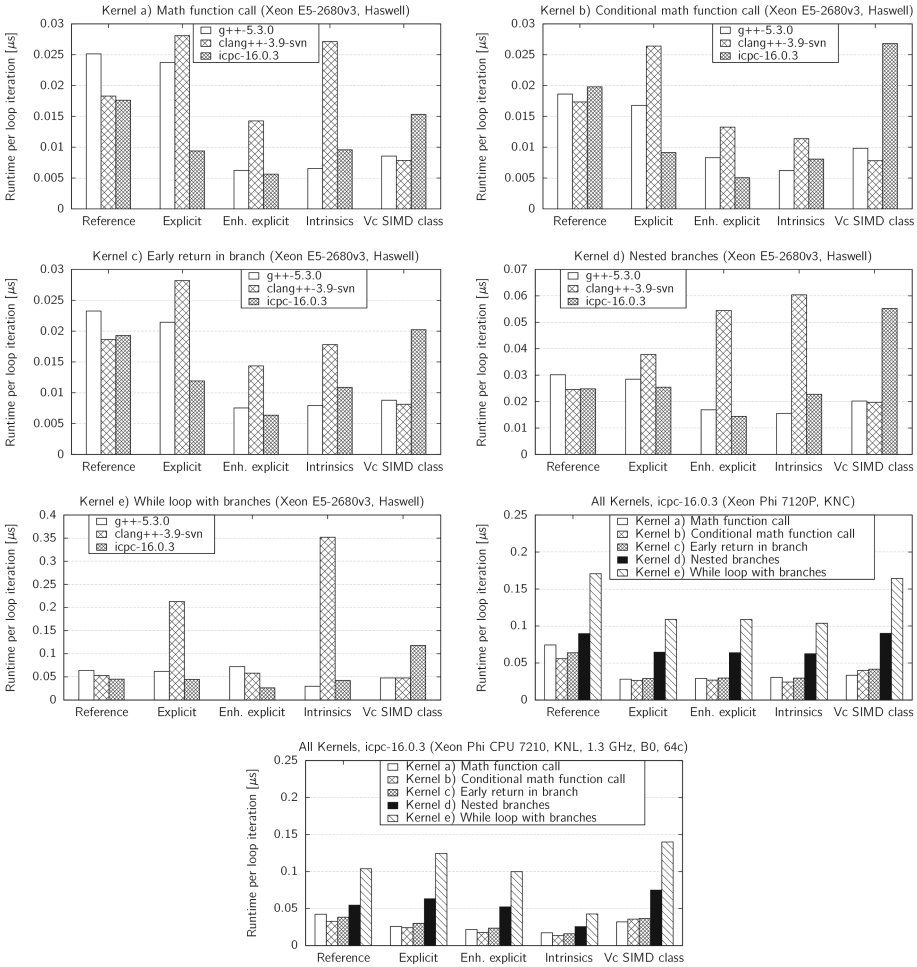 Kernel a) Math function call (Xeon E5-2680v3, Haswell)
Runtime per loop iteration [μs]
0.03
0.025
0.02
0.015
0.01
0.005
0
g++-5.3.0
clang++-3.9-svn
icpc-16.0.3
Reference Explicit Enh. explicit Intrinsics Vc SIMD class
Kernel b) Conditional math function call (Xeon E5-2680v3, Haswell)
Runtime per loop iteration [μs]
0.03
0.025
0.02
0.015
0.01
0.005
0
g++-5.3.0
clang++-3.9-svn
icpc-16.0.3
Reference Explicit Enh. explicit Intrinsics Vc SIMD class
Kernel c) Early return in branch (Xeon E5-2680v3, Haswell)
Runtime per loop iteration [μs]
0.03
0.025
0.02
0.015
0.01
0.005
0
g++-5.3.0
clang++-3.9-svn
icpc-16.0.3
Reference Explicit Enh. explicit Intrinsics Vc SIMD class
Kernel d) Nested branches (Xeon E5-2680v3, Haswell)
Runtime per loop iteration [μs]
0.07
0.06
0.05
0.04
0.03
0.02
0.01
0
g++-5.3.0
clang++-3.9-svn
icpc-16.0.3
Reference Explicit Enh. explicit Intrinsics Vc SIMD class
Kernel e) While loop with branches (Xeon E5-2680v3, Haswell)
Runtime per loop iteration [μs]
0.4
0.35
0.3
0.25
0.2
0.15
0.1
0.05
0
g++-5.3.0
clang++-3.9-svn
icpc-16.0.3
Reference Explicit Enh. explicit Intrinsics Vc SIMD class
All Kernels, icpc-16.0.3 (Xeon Phi 7120P, KNC)
Runtime per loop iteration [μs]
0.25
0.2
0.15
0.1
0.05
0
Kernel a) Math function call
Kernel b) Conditional math function call
Kernel c) Early return in branch
Kernel d) Nested branches
Kernel e) While loop with branches
Reference Explicit Enh. explicit Intrinsics Vc SIMD class
All Kernels, icpc-16.0.3 (Xeon Phi CPU 7210, KNL, 1.3 GHz, B0, 64c)
Runtime per loop iteration [μs]
0.25
0.2
0.15
0.1
0.05
0
Kernel a) Math function call
Kernel b) Conditional math function call
Kernel c) Early return in branch
Kernel d) Nested branches
Kernel e) While loop with branches
Reference Explicit Enh. explicit Intrinsics Vc SIMD class